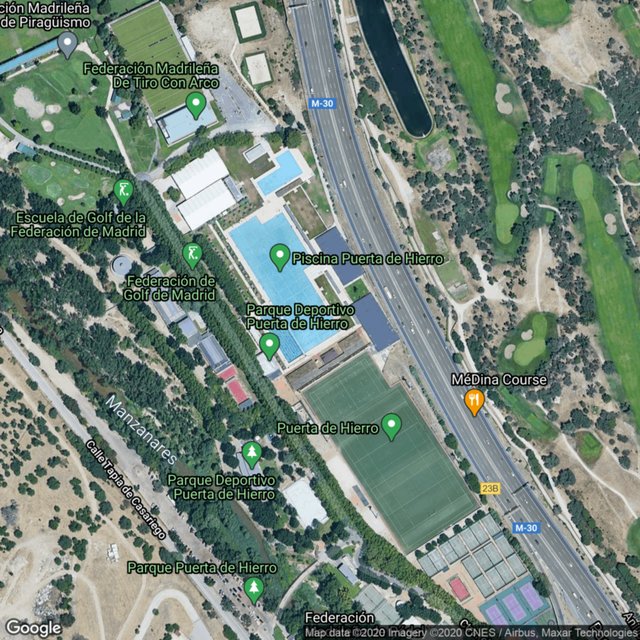 ción Madrileña
de Piragüismo
Federación Madrileña
De Tiro Con Arco
M-30
Escuela de Golf de la
Federación de Madrid
Piscina Puerta de Hierro
Federación de
Golf de Madrid
Parque Deportivo
Puerta de Hierro
MéDina Course
Manzanares
Puerta de Hierro
Calle Tapia de Casariego
Parque Deportivo
Puerta de Hierro
23B
M-30
Parque Puerta de Hierro
Federación
Google
Map data ©2020 Imagery ©2020 CNES / Airbus, Maxar Technologies